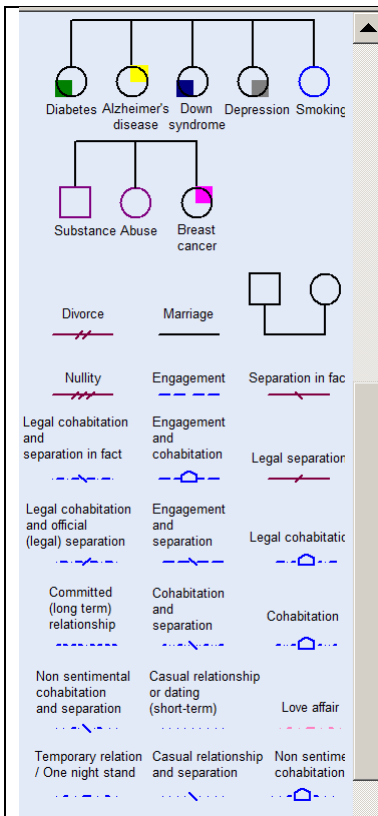 Diabetes Alzheimer's Down Depression Smoking
disease syndrome
Substance Abuse Breast
cancer
Divorce Marriage
Nullity Engagement Separation in fac
Legal cohabitation
and
separation in fact
Engagement
and
cohabitation
Legal separation
Legal cohabitation
and official
(legal) separation
Engagement
and
separation
Legal cohabitatic
Committed
(long term)
relationship
Cohabitation
and
separation
Cohabitation
Non sentimental
cohabitation
and separation
Casual relationship
or dating
(short-term)
Love affair
Temporary relation
/ One night stand
Casual relationship
and separation
Non sentime
cohabitation